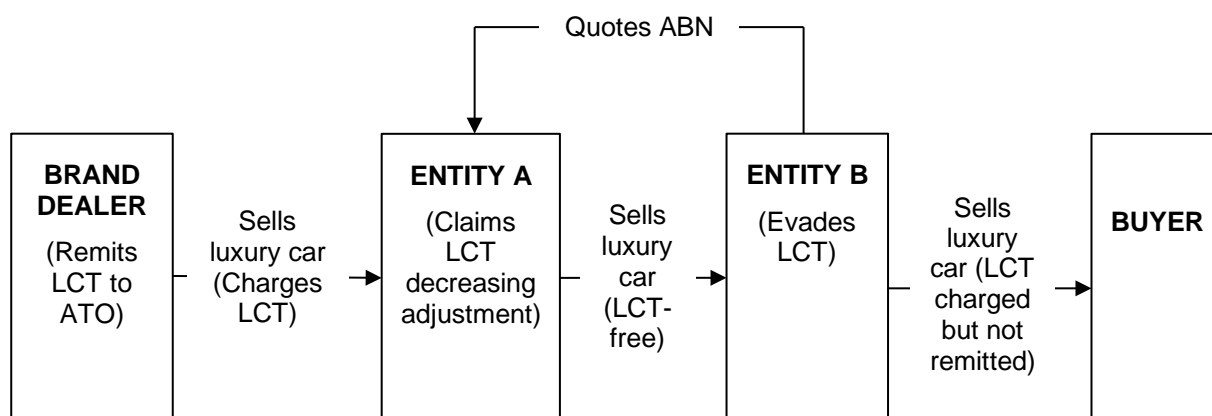 Quotes ABN
BRAND
DEALER
(Remits
LCT to
ATO)
Sells
luxury car
(Charges
LCT)
ENTITY A
(Claims
LCT
decreasing
adjustment)
Sells
luxury
car
(LCT-
free)
ENTITY B
(Evades
LCT)
Sells
luxury
car (LCT
charged
but not
remitted)
BUYER